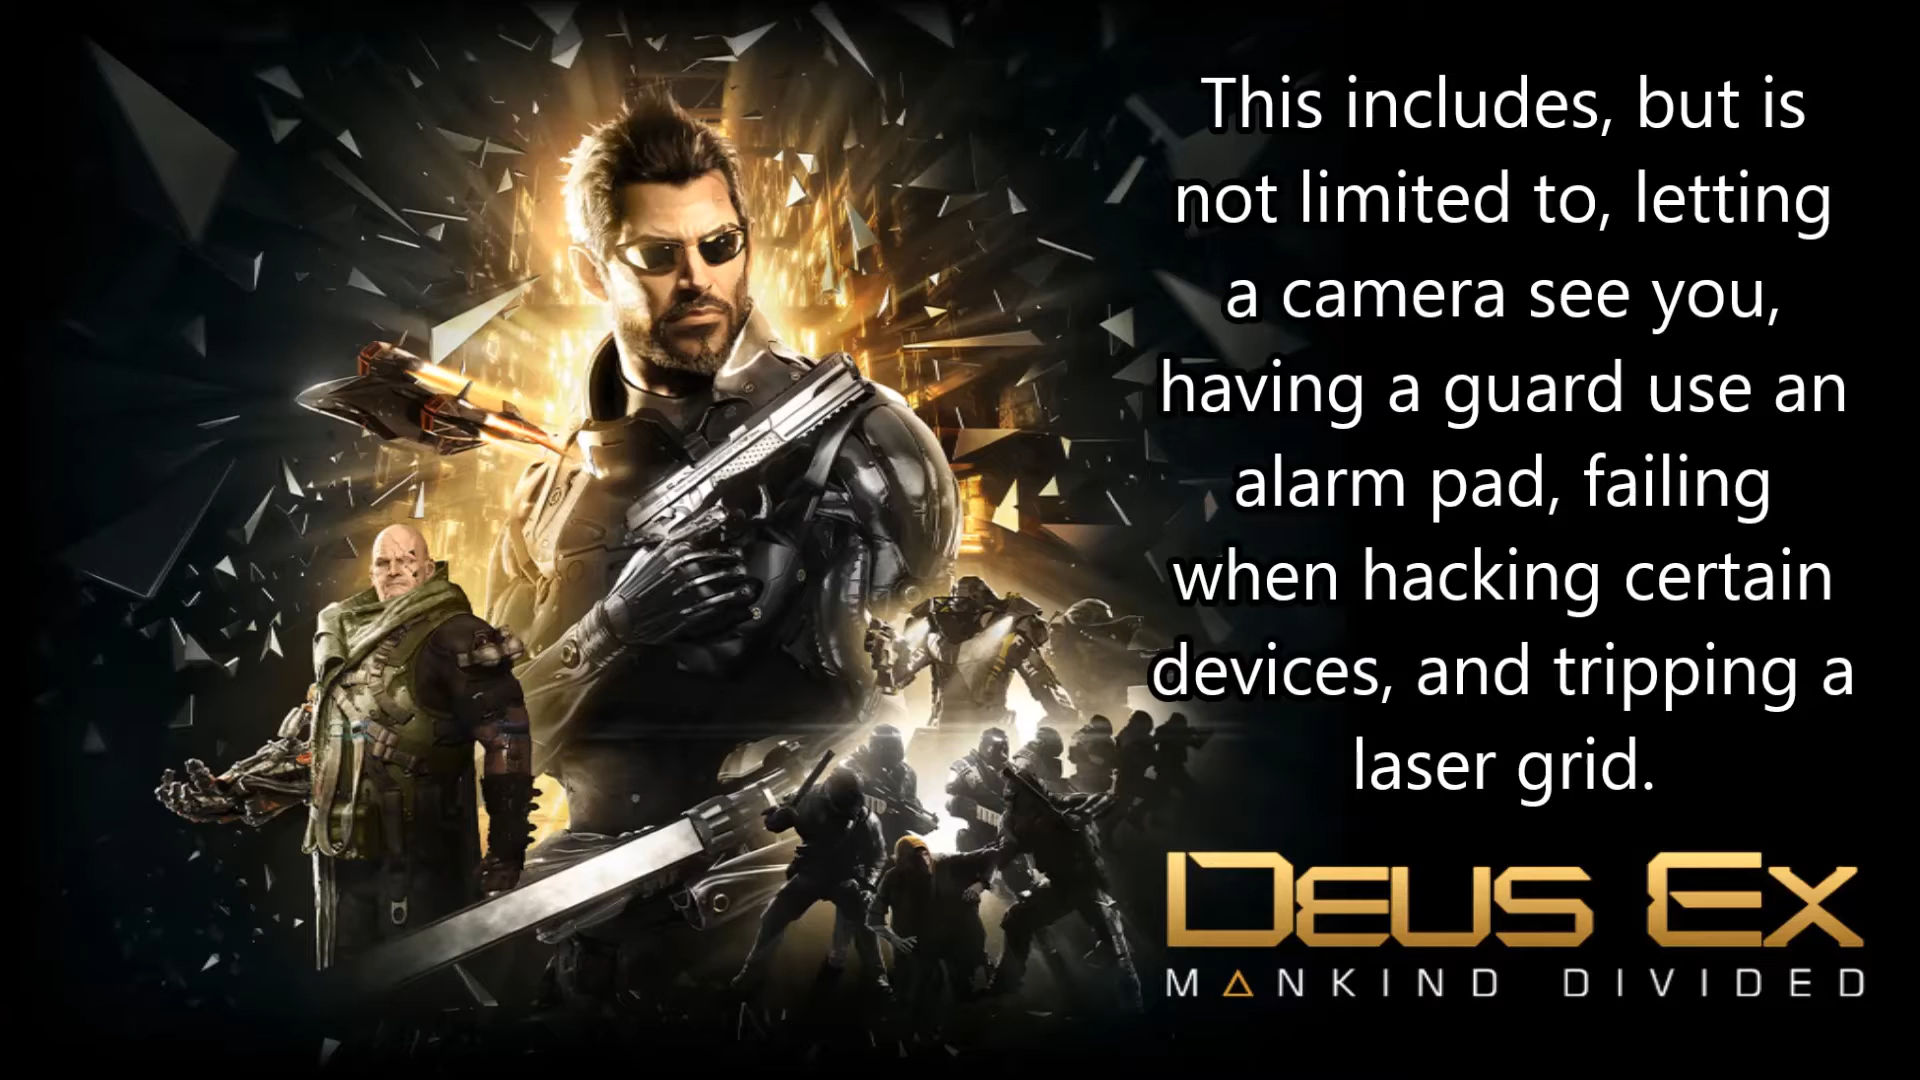 This includes, but is
not limited to, letting
a camera see you,
having a guard use an
alarm pad, failing
when hacking certain
devices, and tripping a
laser grid.
DEUS EX
MANKIND DIVIDED